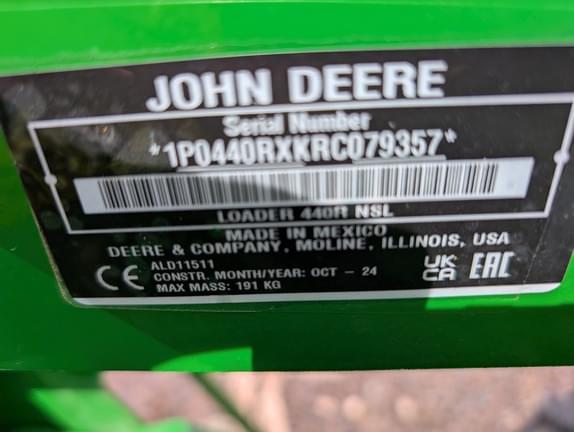 JOHN DEERE
Serial Number
*1P0440RXKRC079357*
LOADER 440R NSL
MADE IN MEXICO
DEERE & COMPANY, MOLINE, ILLINOIS, USA
ALD11511
CONSTR. MONTH/YEAR: OCT - 24
MAX MASS: 191 KG
CE
UK
CA
EAC